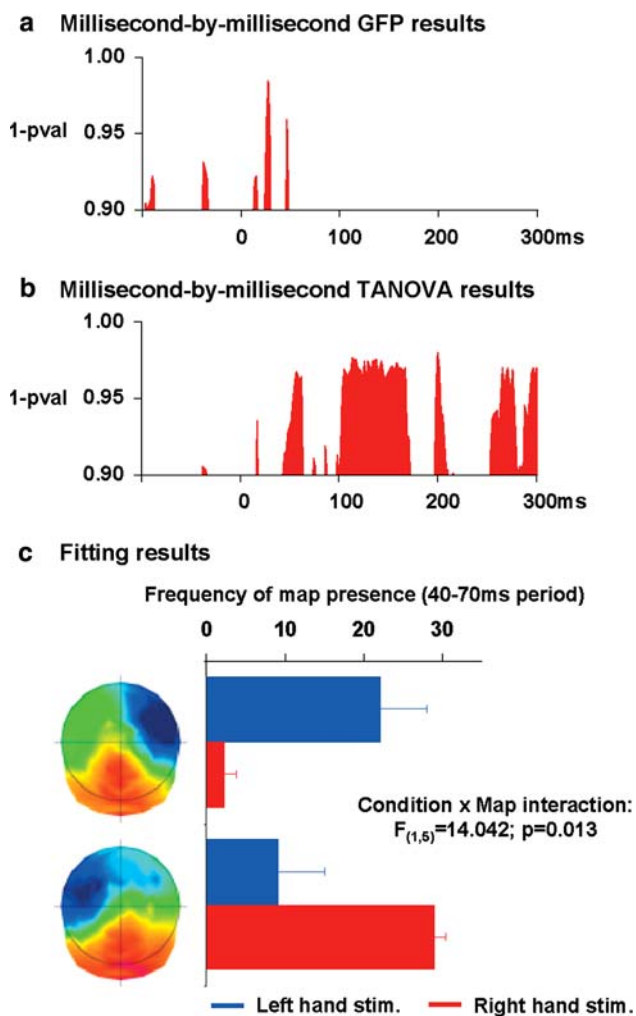 a Millisecond-by-millisecond GFP results
1.00
1-pval 0.95
0.90
0 100 200 300ms
b Millisecond-by-millisecond TANOVA results
1.00
1-pval 0.95
0.90
0 100 200 300ms
c Fitting results
Frequency of map presence (40-70ms period)
0 10 20 30
Condition x Map interaction:
F(1,5)=14.042; p=0.013
Left hand stim. Right hand stim.